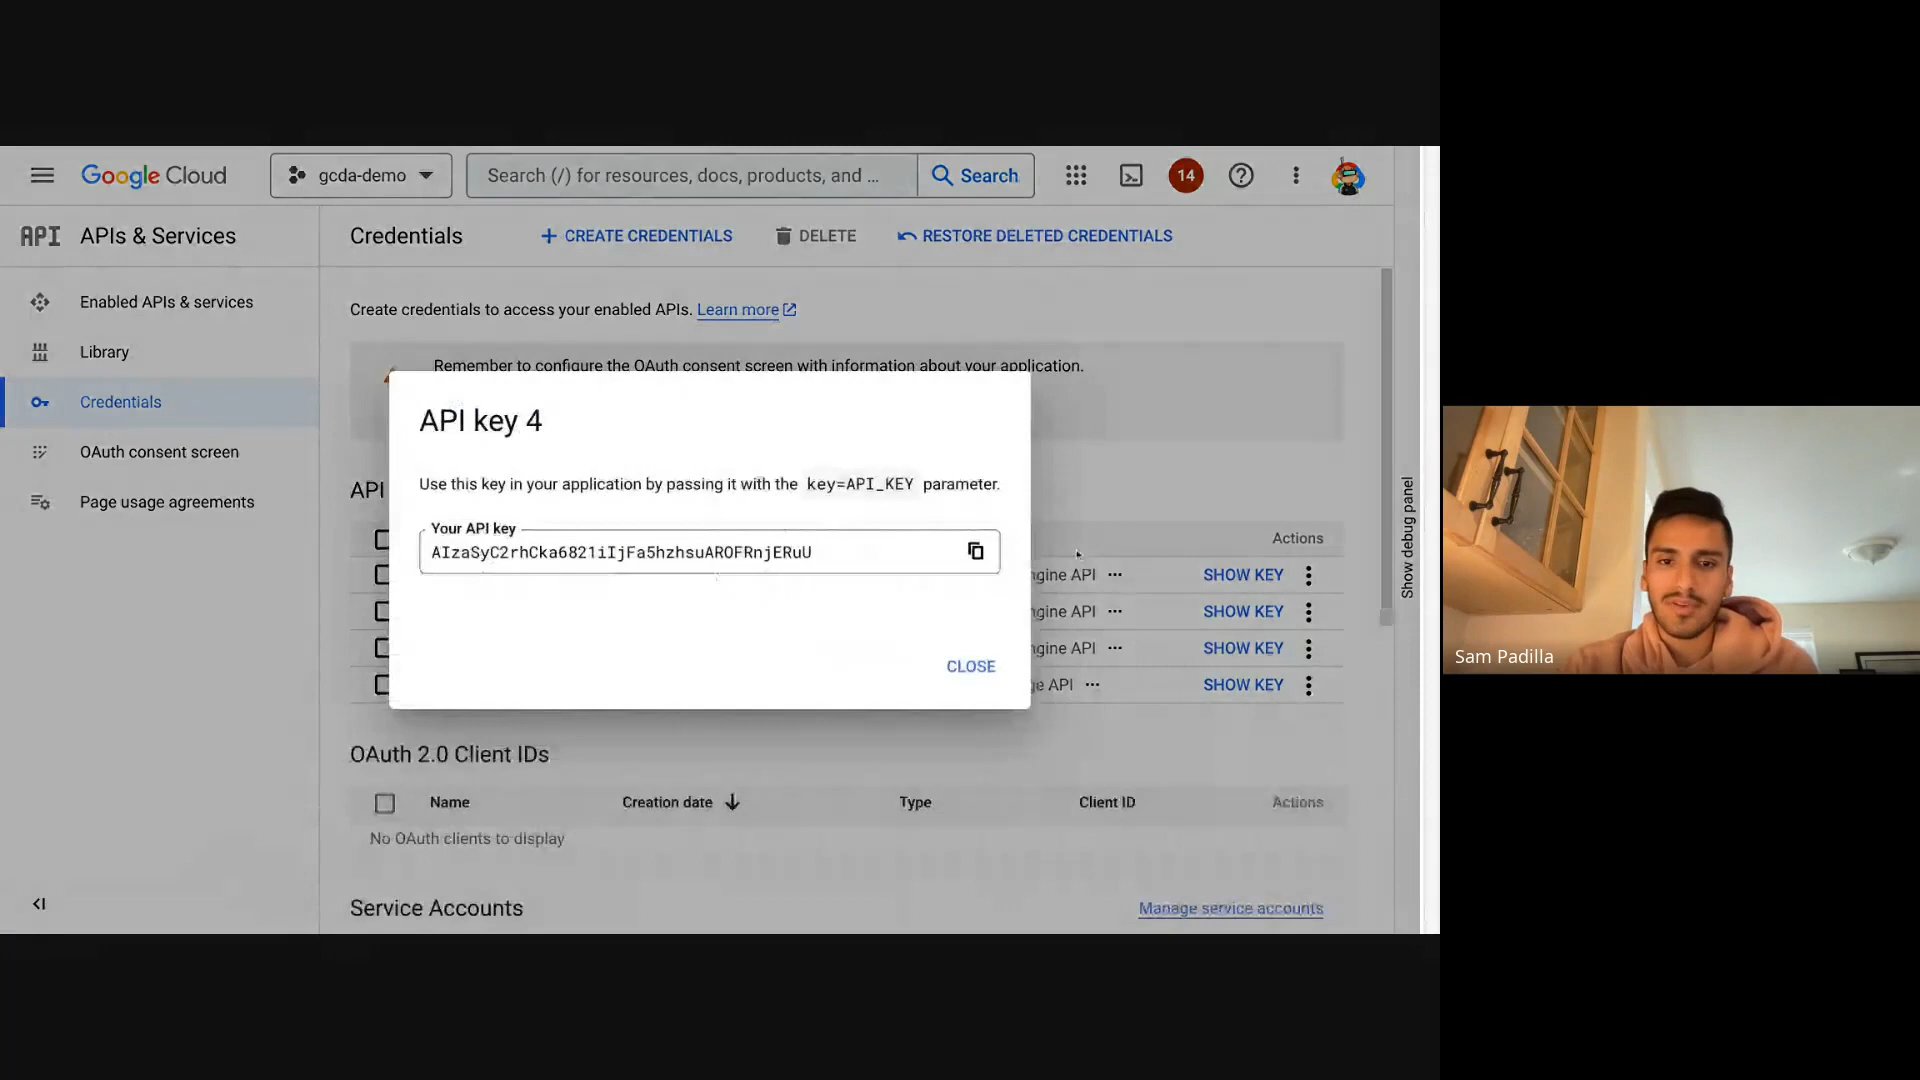 Google Cloud
gcda-demo
Search (/) for resources, docs, products, and ...
Search
14
API APIs & Services
Enabled APIs & services
Library
Credentials
OAuth consent screen
Page usage agreements
Credentials
CREATE CREDENTIALS
DELETE
RESTORE DELETED CREDENTIALS
Create credentials to access your enabled APIs. Learn more
Remember to configure the OAuth consent screen with information about your application.
API
API key 4
Use this key in your application by passing it with the key=API_KEY parameter.
Your API key
AIzaSyC2rhCka6821iIjFa5hzhsuAROFRnjERuU
CLOSE
Actions
gine API ... SHOW KEY
gine API ... SHOW KEY
gine API ... SHOW KEY
API ... SHOW KEY
OAuth 2.0 Client IDs
Name Creation date Type Client ID Actions
No OAuth clients to display
Service Accounts
Manage service accounts
Show debug panel
Sam Padilla